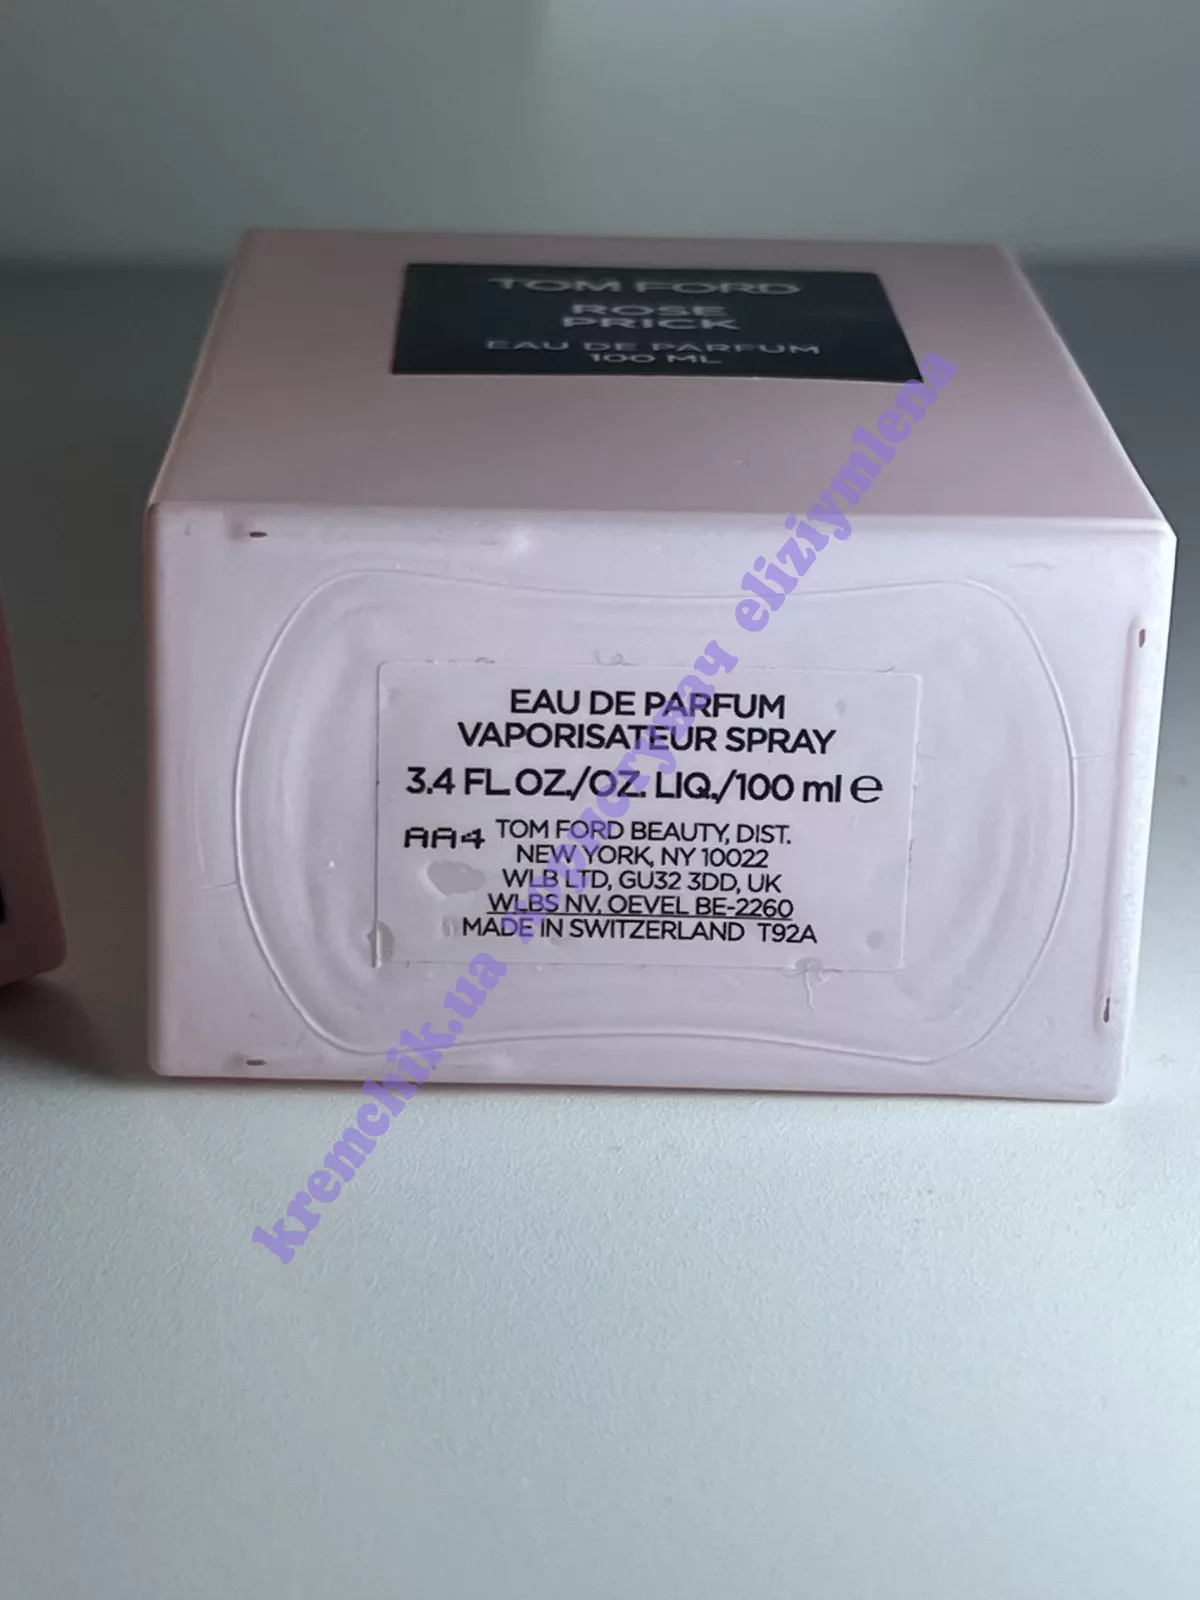 TOM FORD
ROSE
PRICK
EAU DE PARFUM
100 ML
EAU DE PARFUM
VAPORISATEUR SPRAY
3.4 FL.OZ./OZ. LIQ./100 ml ℮
AA4 TOM FORD BEAUTY, DIST.
NEW YORK, NY 10022
WLB LTD, GU32 3DD, UK
WLBS NV, OEVEL BE-2260
MADE IN SWITZERLAND T92A
kremchik.ua eliziymlena